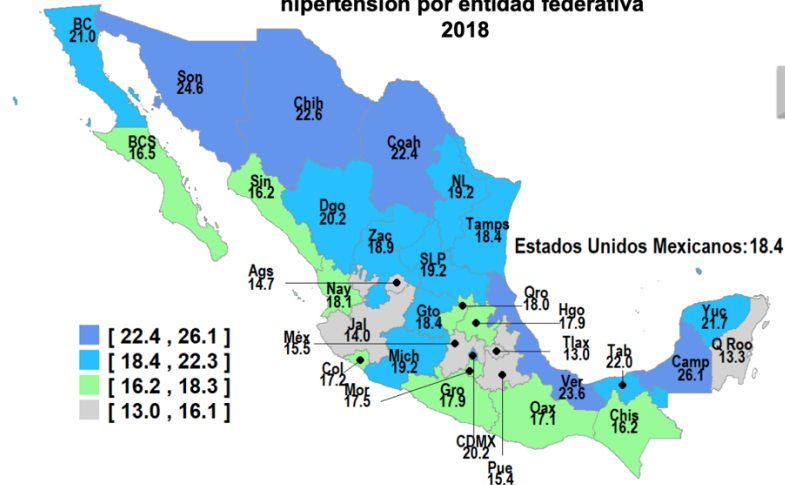 hipertensión por entidad federativa
2018
BC
21.0
Son
24.6
Chih
22.6
Coah
22.4
BCS
16.5
Sin
16.2
NL
19.2
Dgo
20.2
Tamps
18.4
Zac
18.9
SLP
19.2
Estados Unidos Mexicanos:18.4
Ags
14.7
Nay
18.1
Qro
18.0
Hgo
17.9
Gto
18.4
Yuc
21.7
Jal
14.0
Méx
15.5
Tlax
13.0
Q Roo
13.3
Tab
22.0
Camp
26.1
Col
17.2
Mich
19.2
Ver
23.6
Mor
17.5
Gro
17.9
Oax
17.1
Chis
16.2
CDMX
20.2
Pue
15.4
[ 22.4 , 26.1 ]
[ 18.4 , 22.3 ]
[ 16.2 , 18.3 ]
[ 13.0 , 16.1 ]